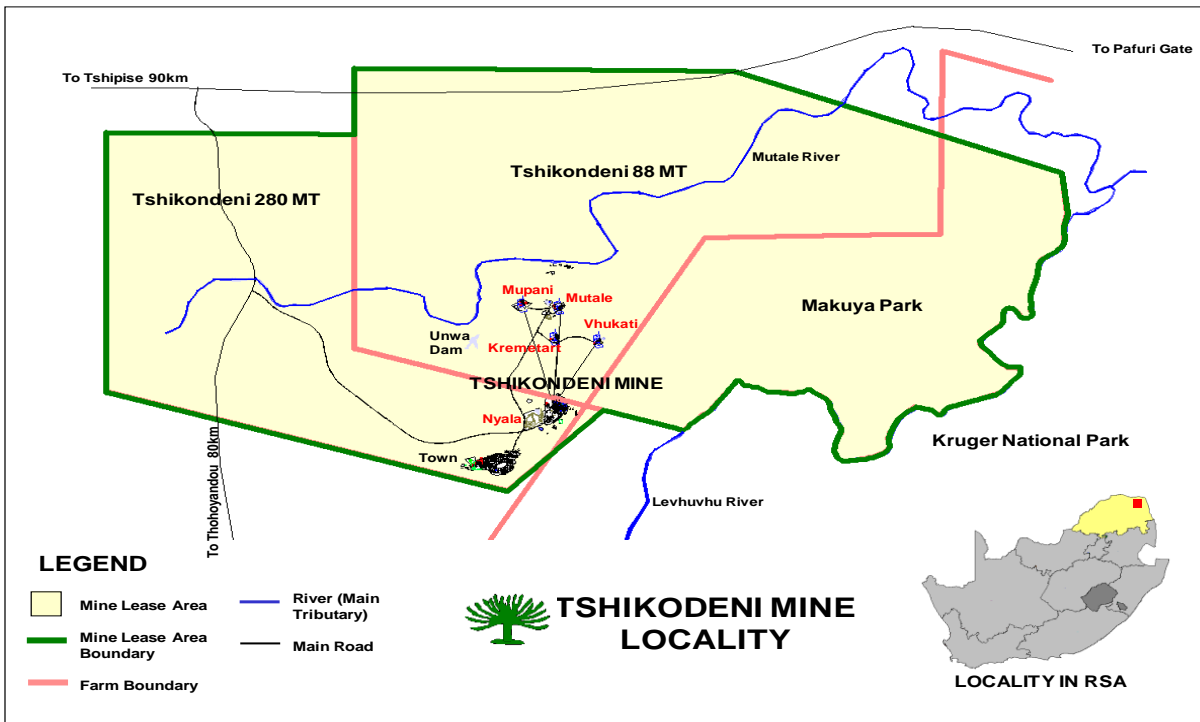 To Pafuri Gate
To Tshipise 90km
Mutale River
Tshikondeni 88 MT
Tshikondeni 280 MT
Mupani
Mutale
Makuya Park
Vhukati
Unwa
Dam
Kremetart
TSHIKONDENI MINE
Nyala
Kruger National Park
Town
Levhuvhu River
To Thohoyandou 80km
LEGEND
Mine Lease Area
Mine Lease Area
Boundary
Farm Boundary
River (Main
Tributary)
Main Road
TSHIKODENI MINE
LOCALITY
LOCALITY IN RSA